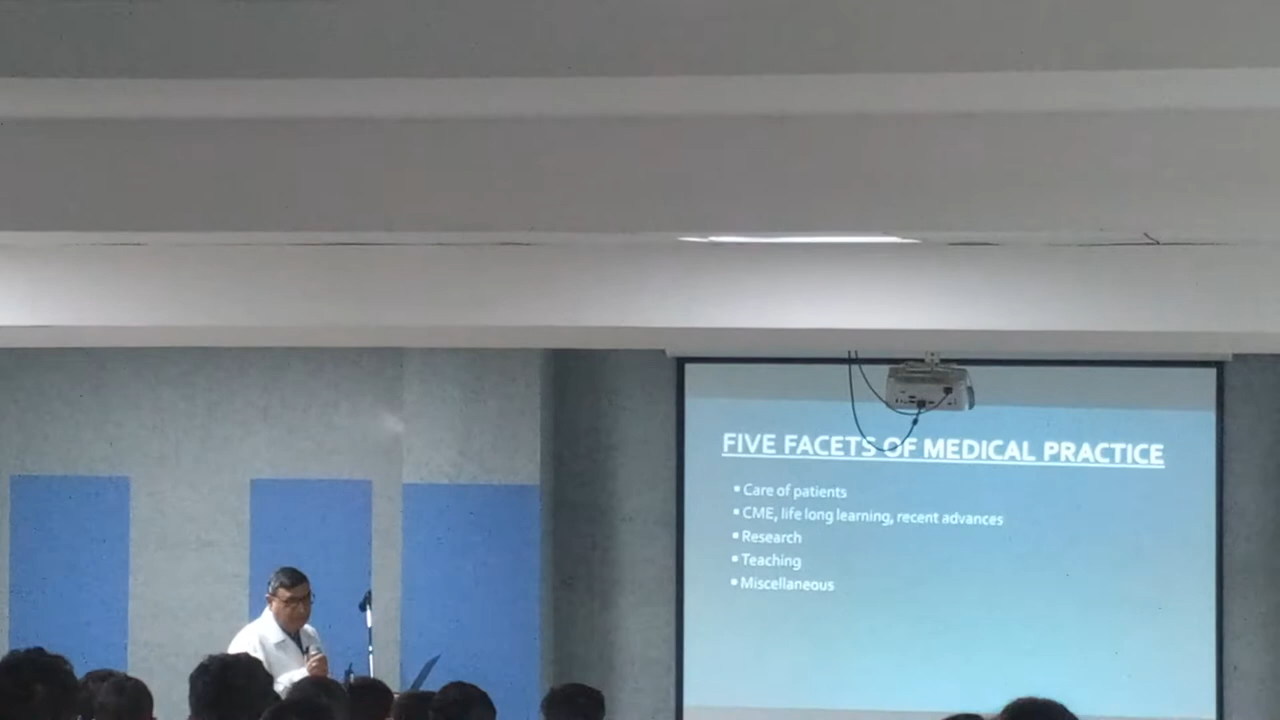 FIVE FACETS OF MEDICAL PRACTICE
• Care of patients
• CME, life long learning, recent advances
• Research
• Teaching
• Miscellaneous